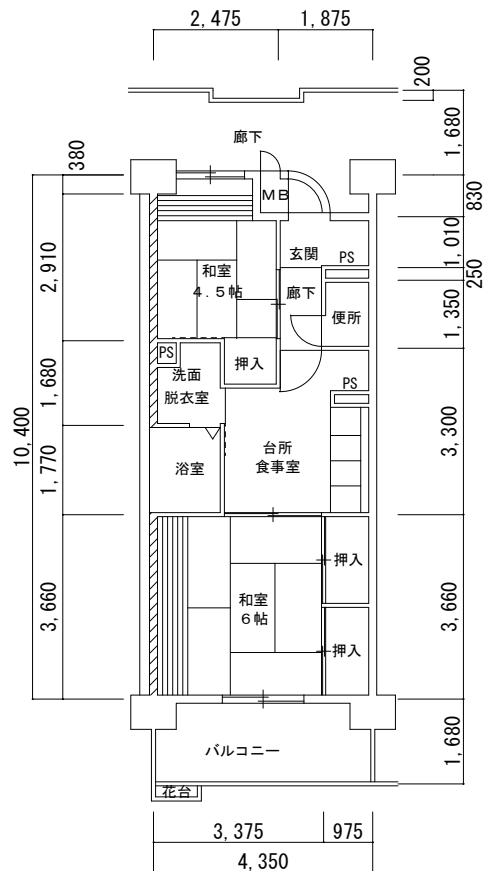 2,475
1,875
200
1,680
廊下
380
830
MB
2,910
玄関
PS
1,010
和室
4.5帖
廊下
250
便所
1,350
PS
押入
洗面
脱衣室
1,680
PS
10,400
台所
食事室
3,300
浴室
1,770
押入
和室
6帖
3,660
3,660
押入
バルコニー
1,680
花台
3,375
975
4,350